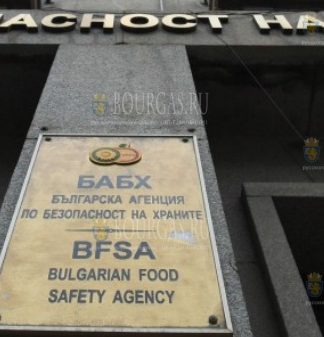 АСНОСТ НА
BOURGAS.RU
БАБХ
БЪЛГАРСКА АГЕНЦИЯ
ПО БЕЗОПАСНОСТ НА ХРАНИТЕ
BFSA
BULGARIAN FOOD
SAFETY AGENCY